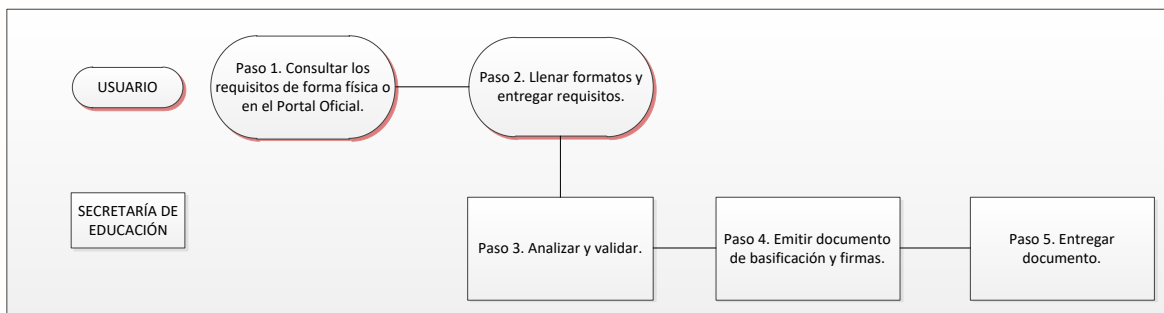 USUARIO
Paso 1. Consultar los
requisitos de forma física o
en el Portal Oficial.
Paso 2. Llenar formatos y
entregar requisitos.
SECRETARÍA DE
EDUCACIÓN
Paso 3. Analizar y validar.
Paso 4. Emitir documento
de basificación y firmas.
Paso 5. Entregar
documento.